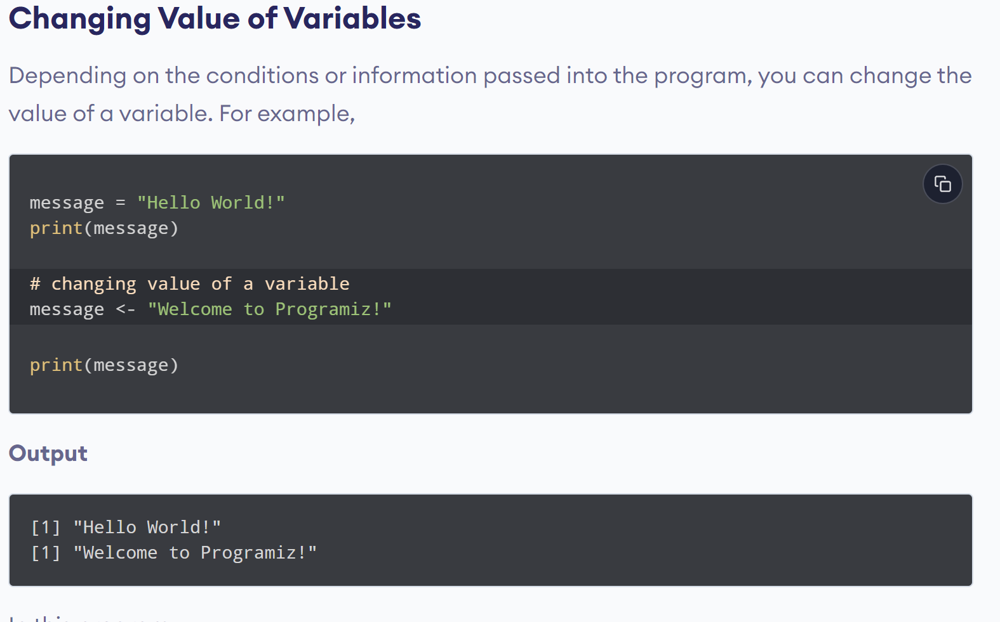 Changing Value of Variables
Depending on the conditions or information passed into the program, you can change the
value of a variable. For example,
message = "Hello World!"
print(message)
# changing value of a variable
message <- "Welcome to Programiz!"
print(message)
Output
[1] "Hello World!"
[1] "Welcome to Programiz!"